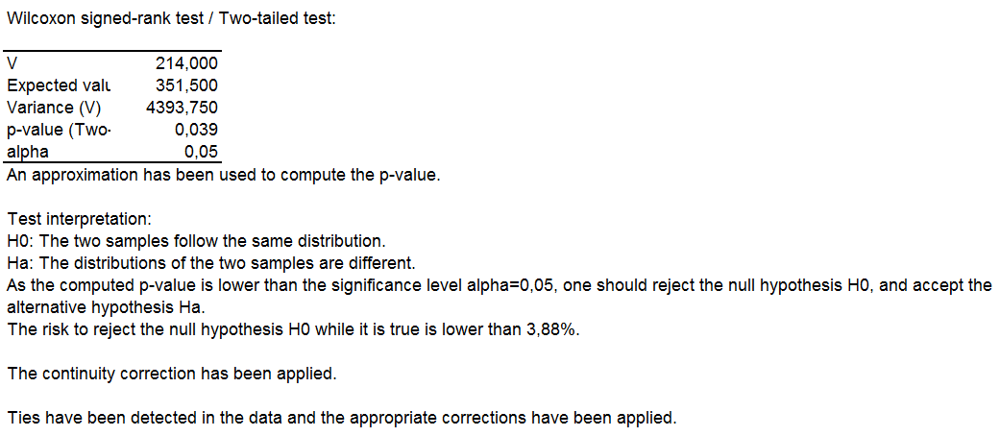 Wilcoxon signed-rank test / Two-tailed test:
V 214,000
Expected valu 351,500
Variance (V) 4393,750
p-value (Two- 0,039
alpha 0,05
An approximation has been used to compute the p-value.
Test interpretation:
H0: The two samples follow the same distribution.
Ha: The distributions of the two samples are different.
As the computed p-value is lower than the significance level alpha=0,05, one should reject the null hypothesis H0, and accept the
alternative hypothesis Ha.
The risk to reject the null hypothesis H0 while it is true is lower than 3,88%.
The continuity correction has been applied.
Ties have been detected in the data and the appropriate corrections have been applied.